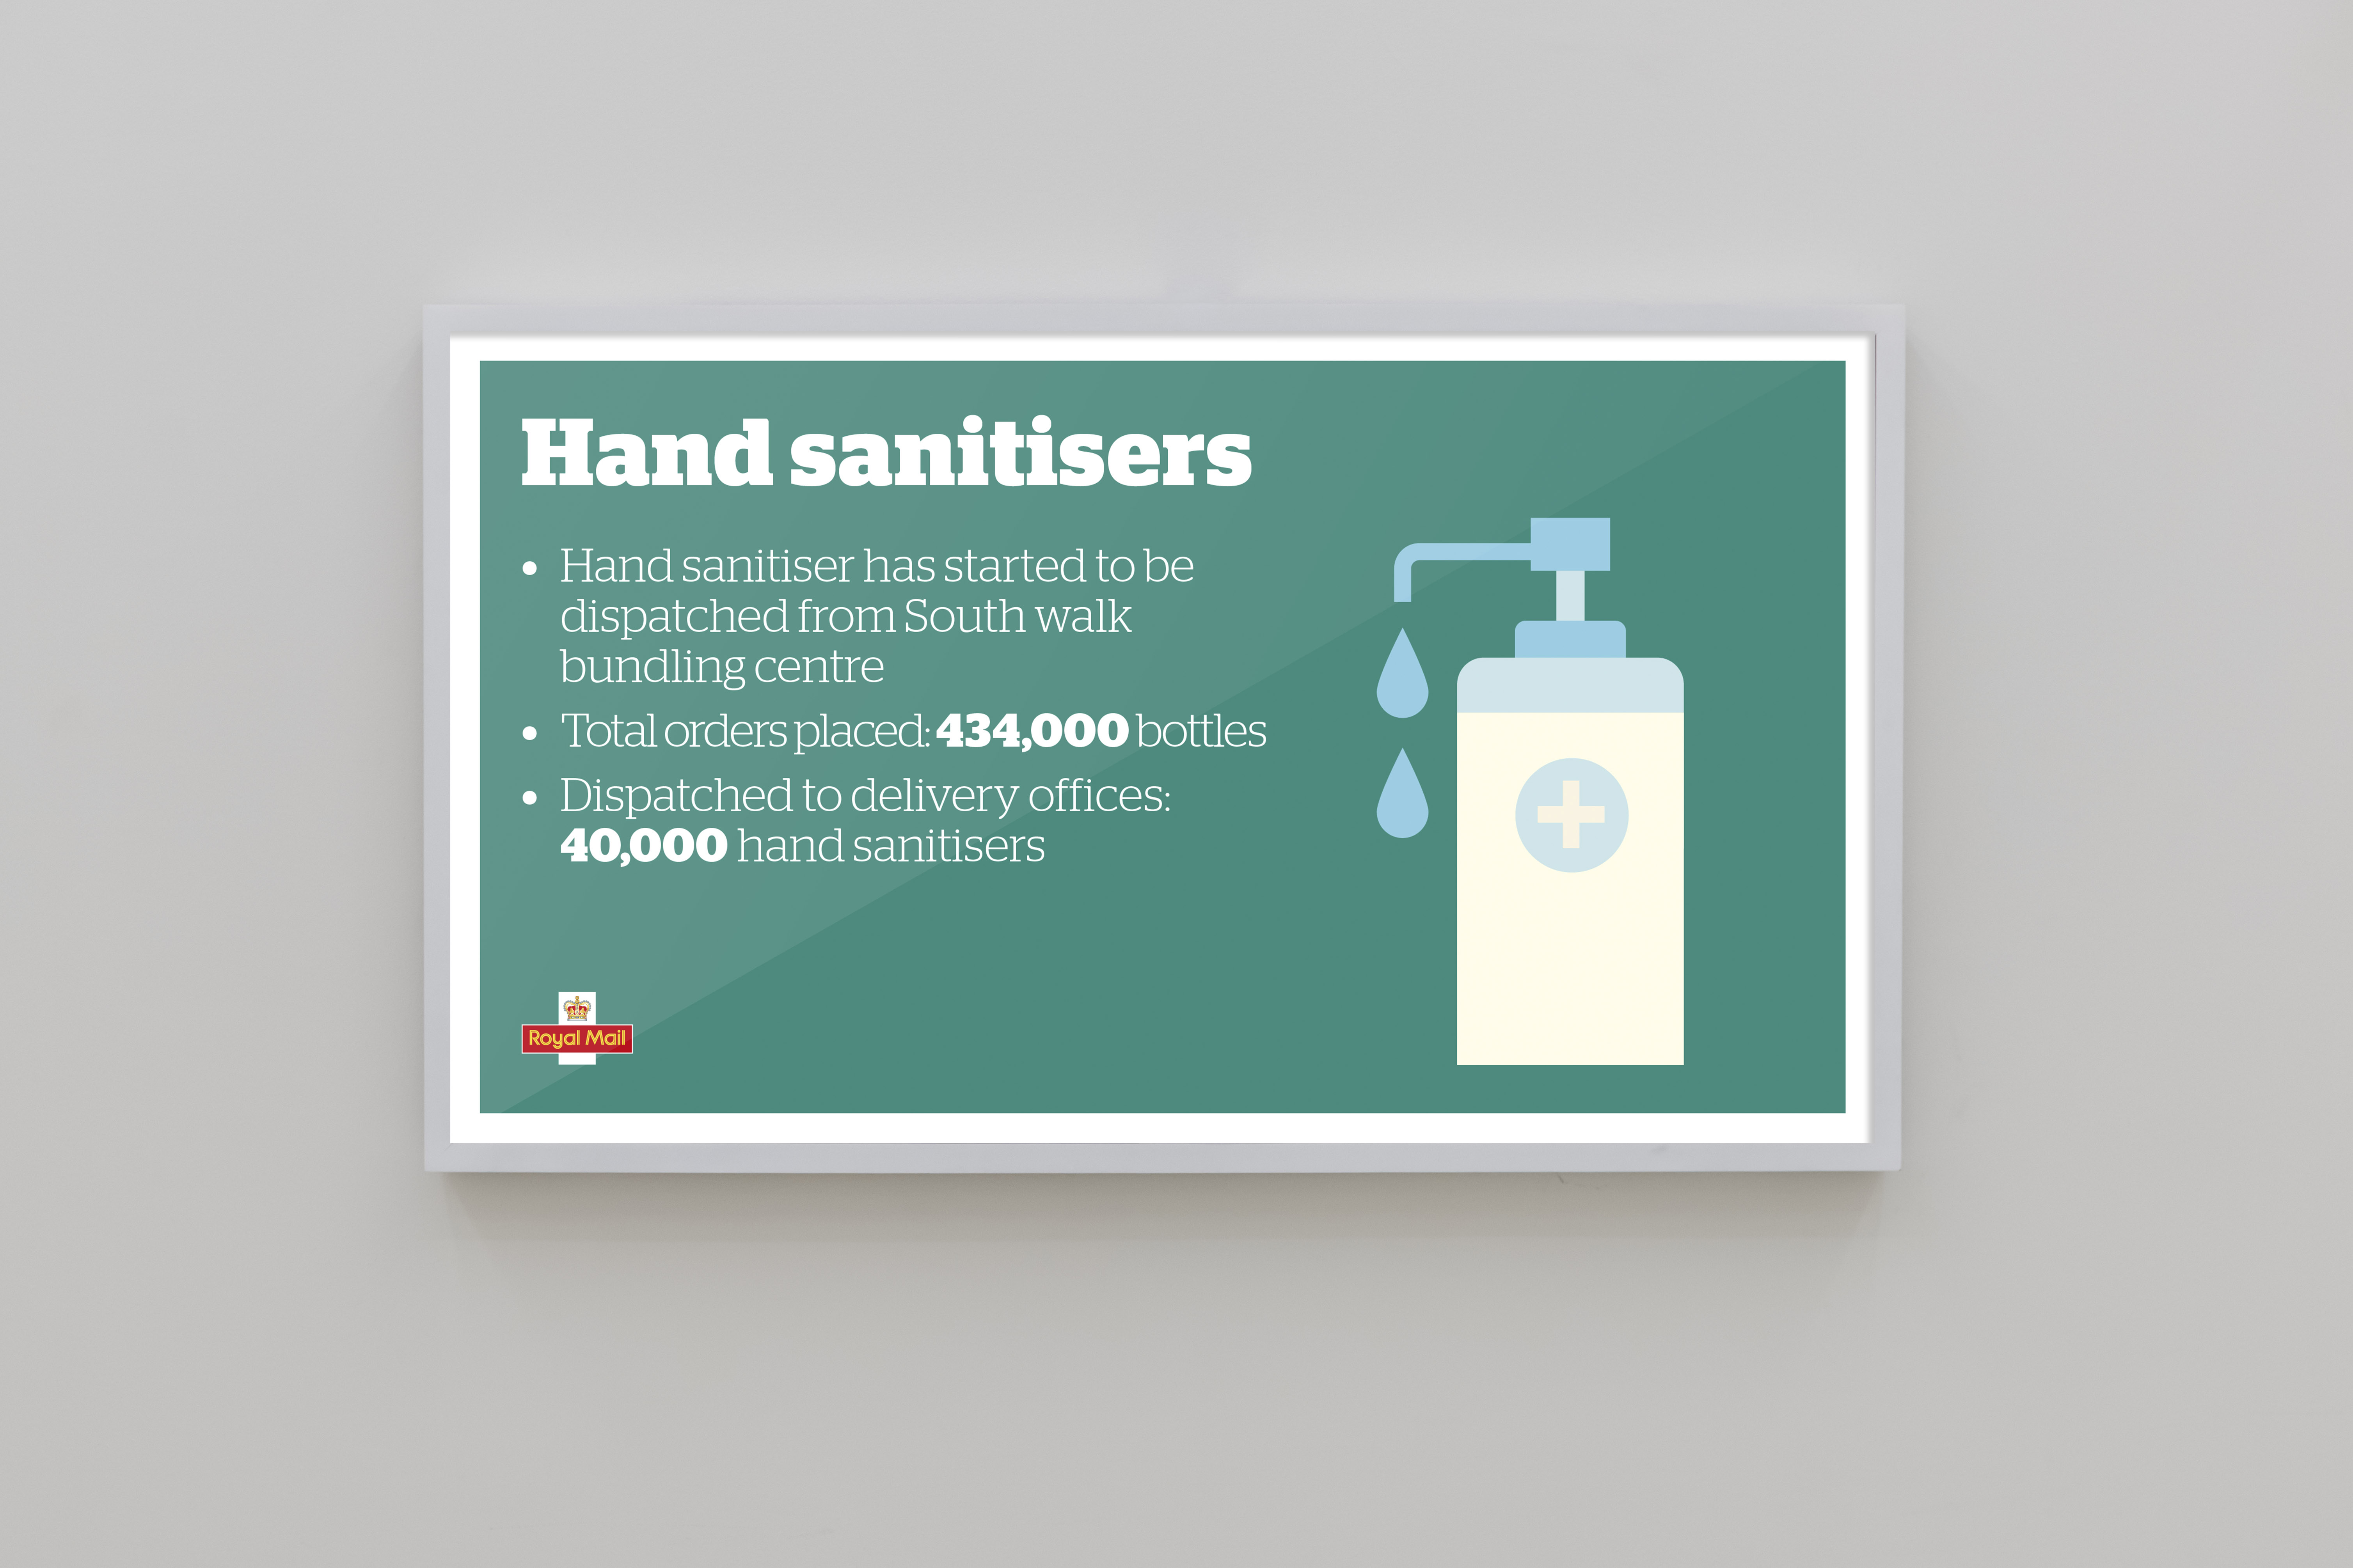 Hand sanitisers
• Hand sanitiser has started to be
dispatched from South walk
bundling centre
• Total orders placed: 434,000 bottles
• Dispatched to delivery offices:
40,000 hand sanitisers
Royal Mail